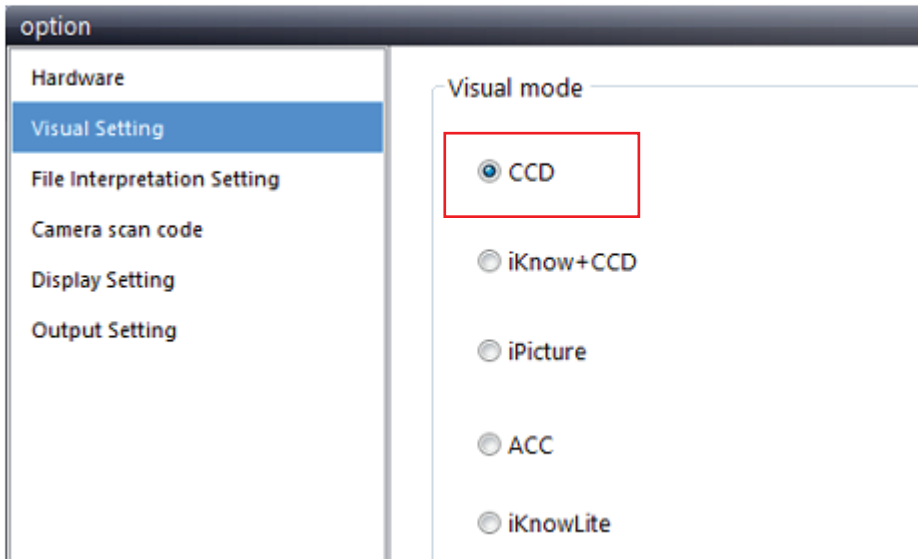 option
Hardware
Visual Setting
File Interpretation Setting
Camera scan code
Display Setting
Output Setting
Visual mode
CCD
iKnow+CCD
iPicture
ACC
iKnowLite